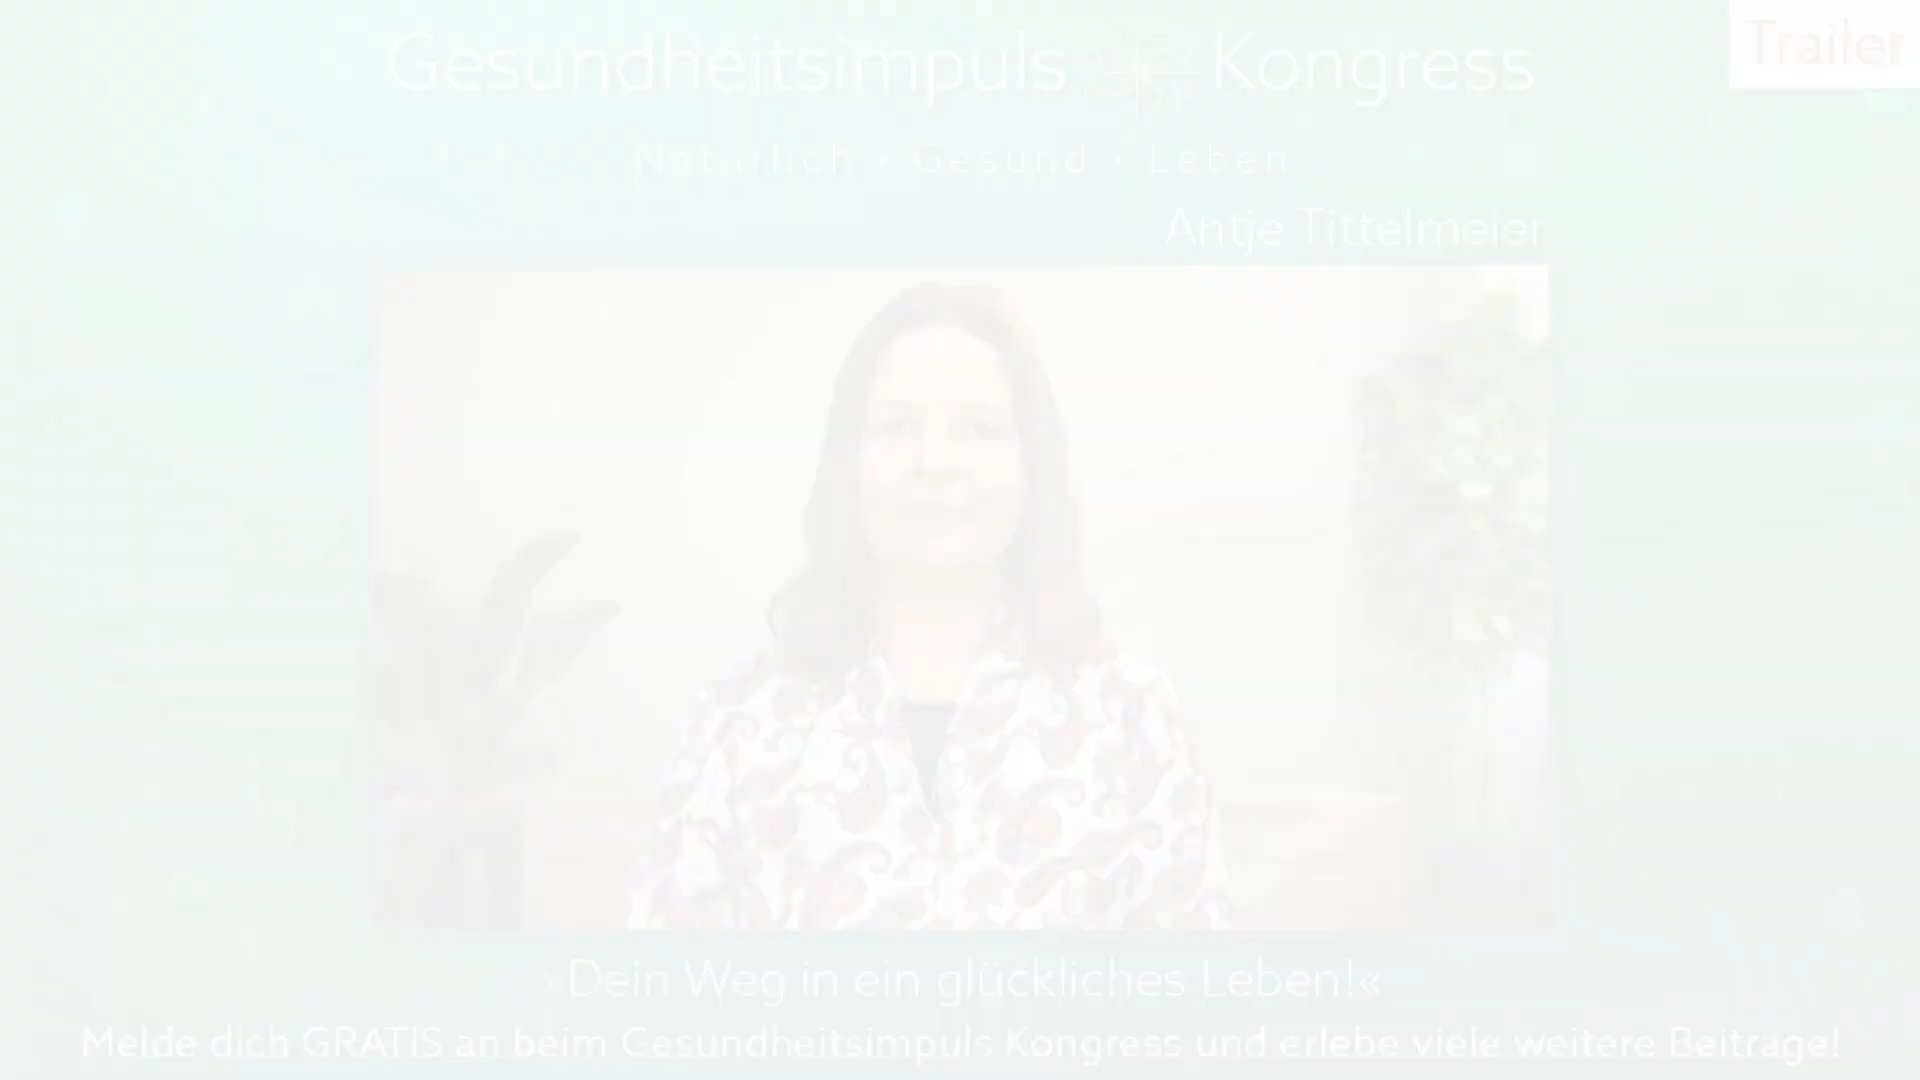 Trailer
Gesundheitsimpuls Kongress
Natürlich • Gesund • Leben
Antje Tittelmeier
»Dein Weg in ein glückliches Leben!«
Melde dich GRATIS an beim Gesundheitsimpuls Kongress und erlebe viele weitere Beiträge!